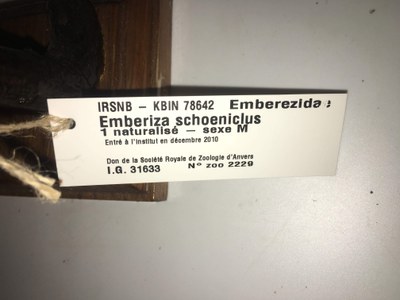 IRSNB – KBIN 78642 Emberezidae
Emberiza schoeniclus
1 naturalisé – sexe M
Entré à l'Institut en décembre 2010
Don de la Société Royale de Zoologie d'Anvers
I.G. 31633 N° zoo 2229